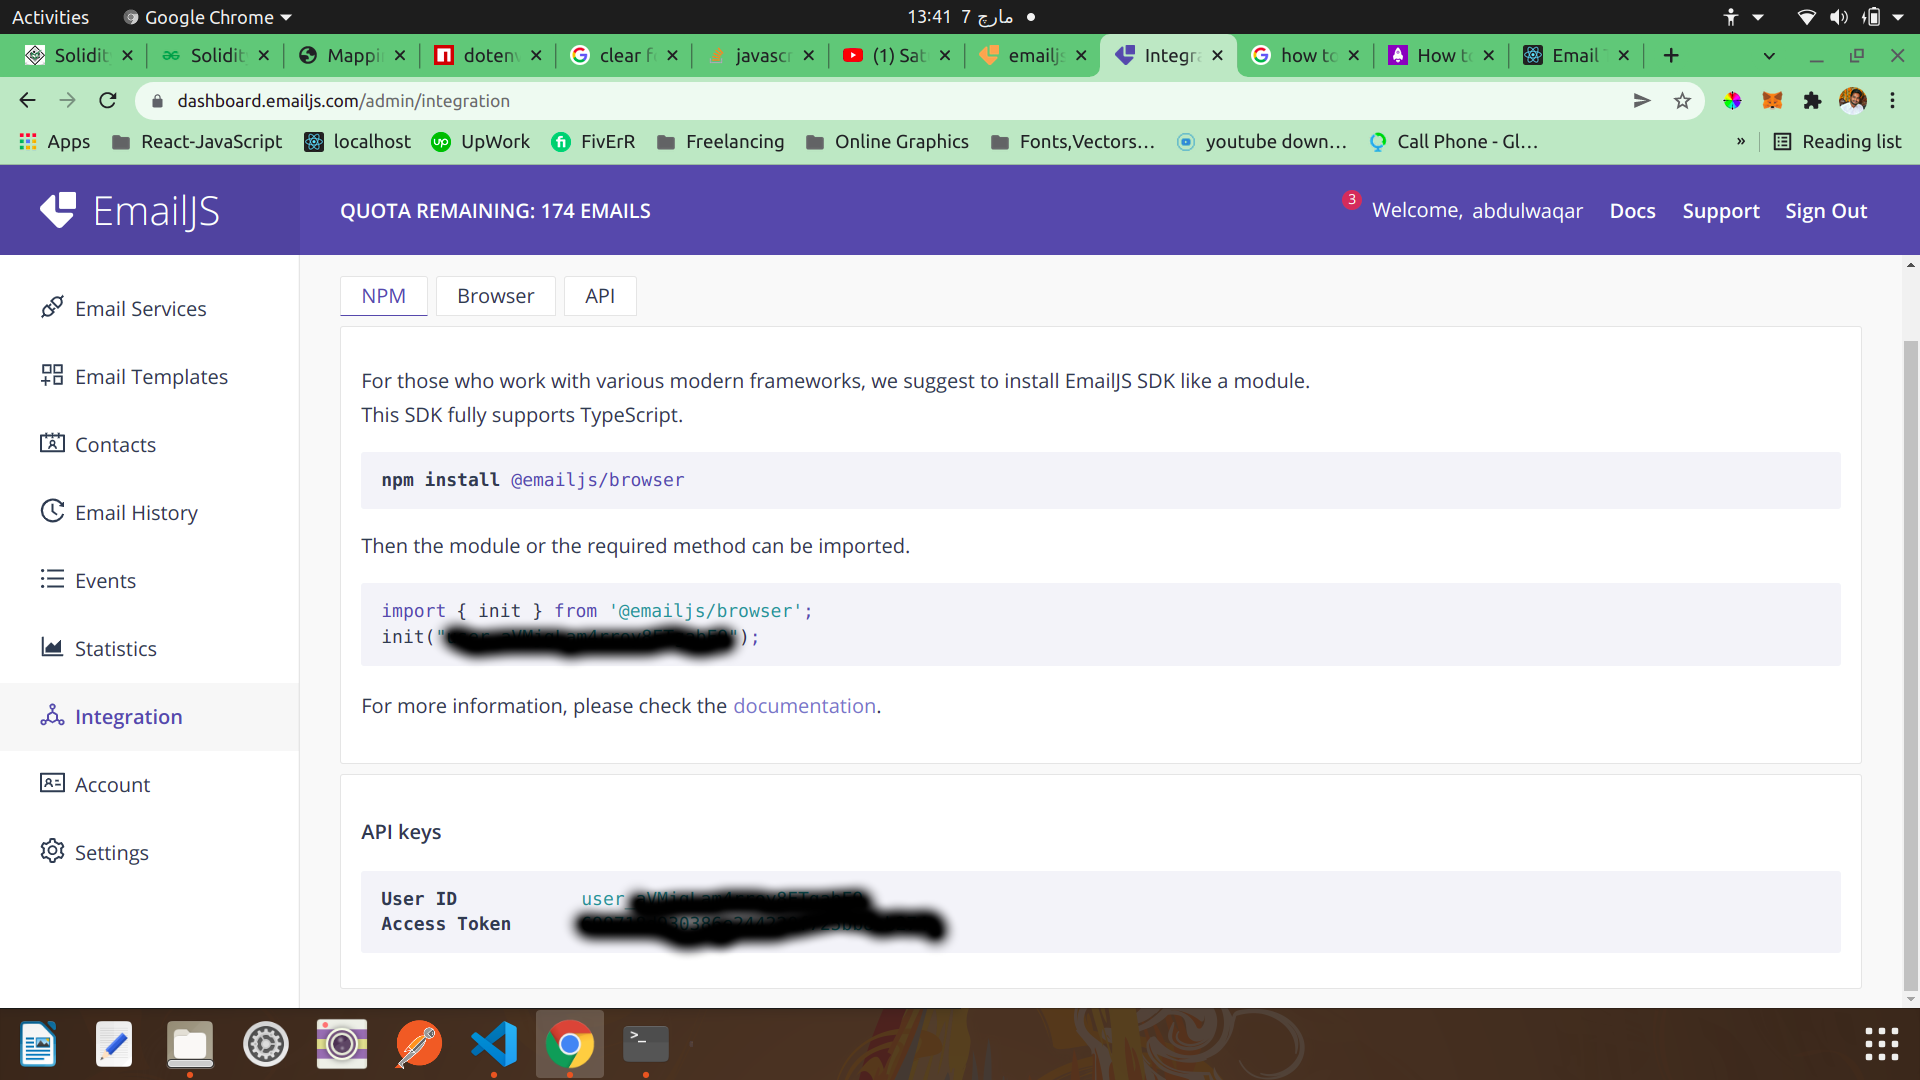 Activities
Google Chrome
13:41 7 مارچ
Solidit
Solidit
Mappi
doten
clear f
javascr
(1) Sat
emailjs
Integra
how to
How to
Email T
dashboard.emailjs.com/admin/integration
Apps
React-JavaScript
localhost
UpWork
FivErR
Freelancing
Online Graphics
Fonts,Vectors...
youtube down...
Call Phone - Gl...
»
Reading list
EmailJS
QUOTA REMAINING: 174 EMAILS
3
Welcome, abdulwaqar
Docs
Support
Sign Out
Email Services
Email Templates
Contacts
Email History
Events
Statistics
Integration
Account
Settings
NPM
Browser
API
For those who work with various modern frameworks, we suggest to install EmailJS SDK like a module.
This SDK fully supports TypeScript.
npm install @emailjs/browser
Then the module or the required method can be imported.
import { init } from '@emailjs/browser';
init(" ");
For more information, please check the documentation.
API keys
User ID user_
Access Token